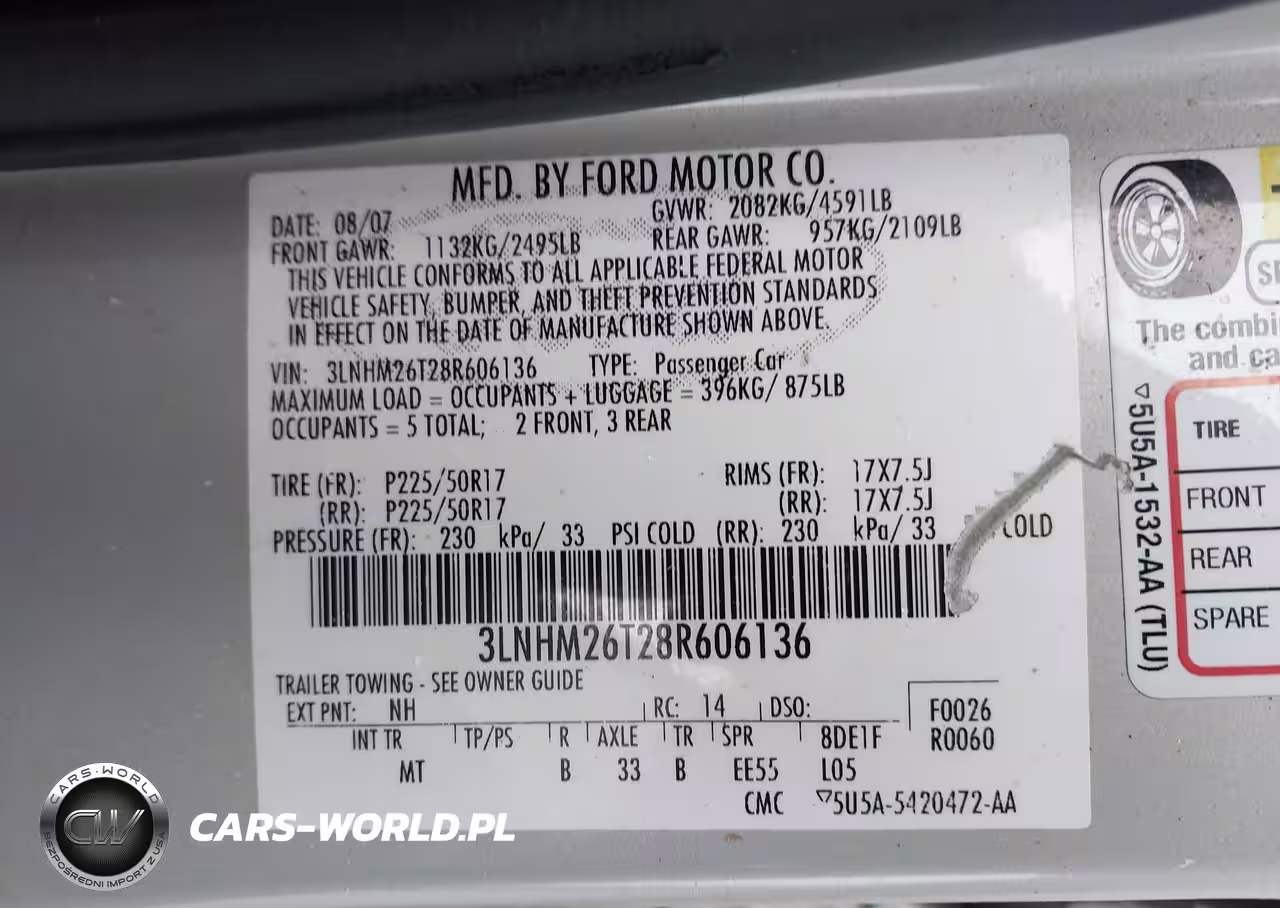 MFD. BY FORD MOTOR CO.
DATE: 08/07 GVWR: 2082KG/4591LB
FRONT GAWR: 1132KG/2495LB REAR GAWR: 957KG/2109LB
THIS VEHICLE CONFORMS TO ALL APPLICABLE FEDERAL MOTOR
VEHICLE SAFETY, BUMPER, AND THEFT PREVENTION STANDARDS
IN EFFECT ON THE DATE OF MANUFACTURE SHOWN ABOVE.
VIN: 3LNHM26T28R606136 TYPE: Passenger Car
MAXIMUM LOAD = OCCUPANTS + LUGGAGE = 396KG/ 875LB
OCCUPANTS = 5 TOTAL; 2 FRONT, 3 REAR
TIRE (FR): P225/50R17 RIMS (FR): 17X7.5J
(RR): P225/50R17 (RR): 17X7.5J
PRESSURE (FR): 230 kPa/ 33 PSI COLD (RR): 230 kPa/ 33 COLD
3LNHM26T28R606136
TRAILER TOWING - SEE OWNER GUIDE
EXT PNT: NH RC: 14 DSO: F0026
INT TR TP/PS R AXLE TR SPR 8DE1F R0060
MT B 33 B EE55 L05
CMC ▽5U5A-5420472-AA
The combi
and ca
▽5U5A-1532-AA (TLU)
TIRE
FRONT
REAR
SPARE
CARS-WORLD
CW
BEZPOŚREDNI IMPORT Z USA
CARS-WORLD.PL